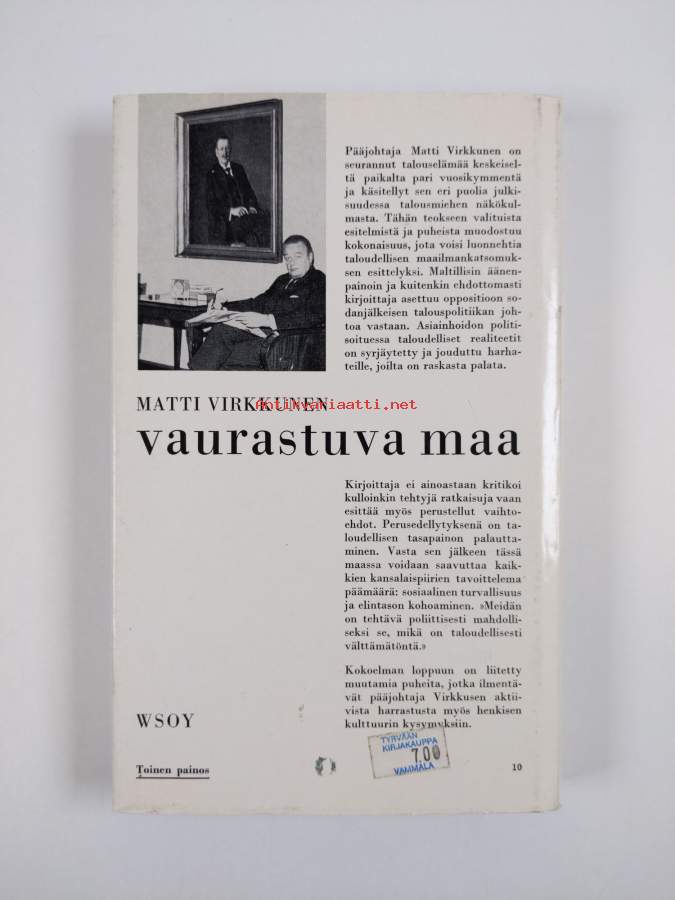 Pääjohtaja Matti Virkkunen on
seurannut talouselämää keskeisel-
tä paikalta pari vuosikymmentä
ja käsitellyt sen eri puolia julki-
suudessa talousmiehen näkökul-
masta. Tähän teokseen valituista
esitelmistä ja puheista muodostuu
kokonaisuus, jota voisi luonnehtia
taloudellisen maailmankatsomuk-
sen esittelyksi. Maltillisin äänen-
painoin ja kuitenkin ehdottomasti
kirjoittaja asettuu oppositioon so-
danjälkeisen talouspolitiikan joh-
toa vastaan. Asiainhoidon politi-
soituessa taloudelliset realiteetit
on syrjäytetty ja jouduttu harha-
teille, joilta on raskasta palata.
MATTI VIRKKUNEN
Antikvariaatti.net
vaurastuva maa
Kirjoittaja ei ainoastaan kritikoi
kulloinkin tehtyjä ratkaisuja vaan
esittää myös perustellut vaihto-
ehdot. Perusedellytyksenä on ta-
loudellisen tasapainon palautta-
minen. Vasta sen jälkeen tässä
maassa voidaan saavuttaa kaik-
kien kansalaispiirien tavoittelema
päämäärä: sosiaalinen turvallisuus
ja elintason kohoaminen. »Meidän
on tehtävä poliittisesti mahdolli-
seksi se, mikä on taloudellisesti
välttämätöntä.»
Kokoelman loppuun on liitetty
muutamia puheita, jotka ilmentä-
vät pääjohtaja Virkkusen aktii-
vista harrastusta myös henkisen
kulttuurin kysymyksiin.
WSOY
TYRVÄÄN
KIRJAKAUPPA
7.00
VAMMALA
Toinen painos
10